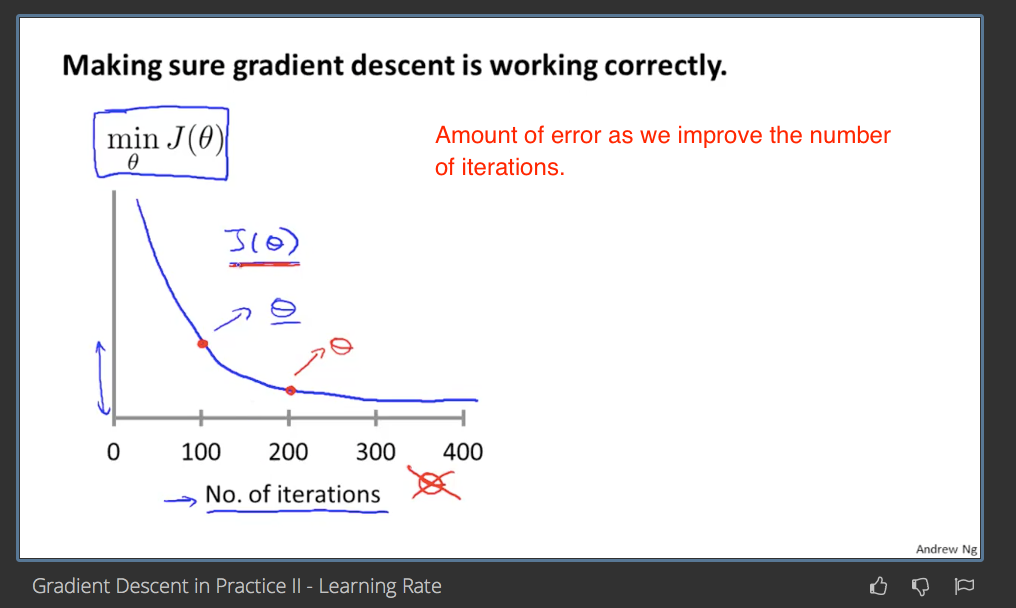 Making sure gradient descent is working correctly.
min J(θ)
θ
Amount of error as we improve the number
of iterations.
J(θ)
θ
θ
0 100 200 300 400
No. of iterations
θ
Andrew Ng
Gradient Descent in Practice II - Learning Rate